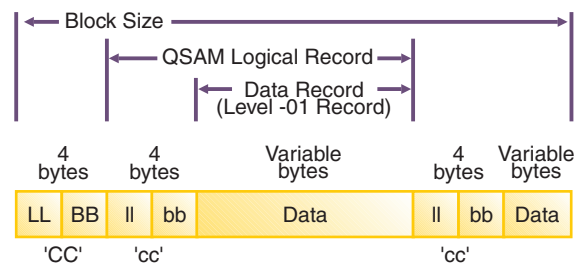 Block Size
QSAM Logical Record
Data Record
(Level -01 Record)
4 bytes
4 bytes
Variable bytes
4 bytes
Variable bytes
LL BB ll bb Data ll bb Data
'CC' 'cc' 'cc'